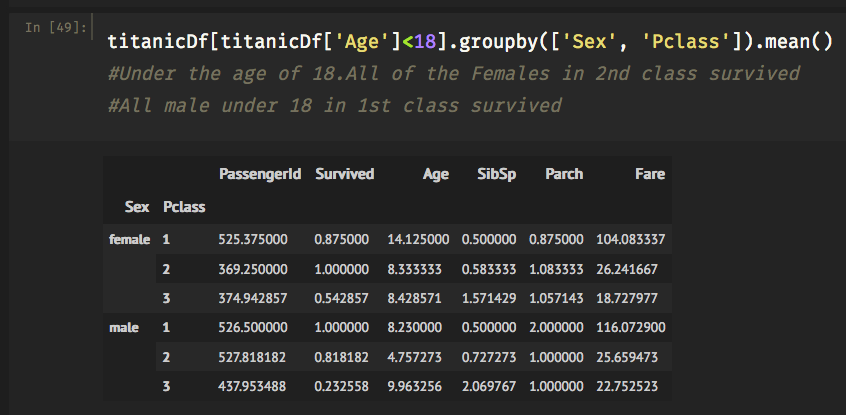 In [49]:
titanicDf[titanicDf['Age']<18].groupby(['Sex', 'Pclass']).mean()
#Under the age of 18.All of the Females in 2nd class survived
#All male under 18 in 1st class survived
PassengerId Survived Age SibSp Parch Fare
Sex Pclass
female 1 525.375000 0.875000 14.125000 0.500000 0.875000 104.083337
2 369.250000 1.000000 8.333333 0.583333 1.083333 26.241667
3 374.942857 0.542857 8.428571 1.571429 1.057143 18.727977
male 1 526.500000 1.000000 8.230000 0.500000 2.000000 116.072900
2 527.818182 0.818182 4.757273 0.727273 1.000000 25.659473
3 437.953488 0.232558 9.963256 2.069767 1.000000 22.752523